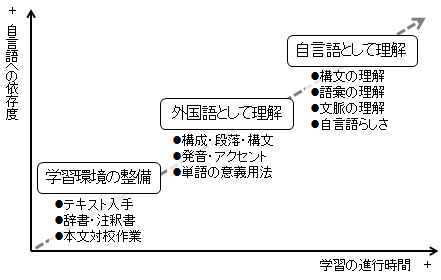 +
自言語への依存度
自言語として理解
●構文の理解
●語彙の理解
●文脈の理解
●自言語らしさ
外国語として理解
●構成・段落・構文
●発音・アクセント
●単語の意義用法
学習環境の整備
●テキスト入手
●辞書・注釈書
●本文対校作業
学習の進行時間 +